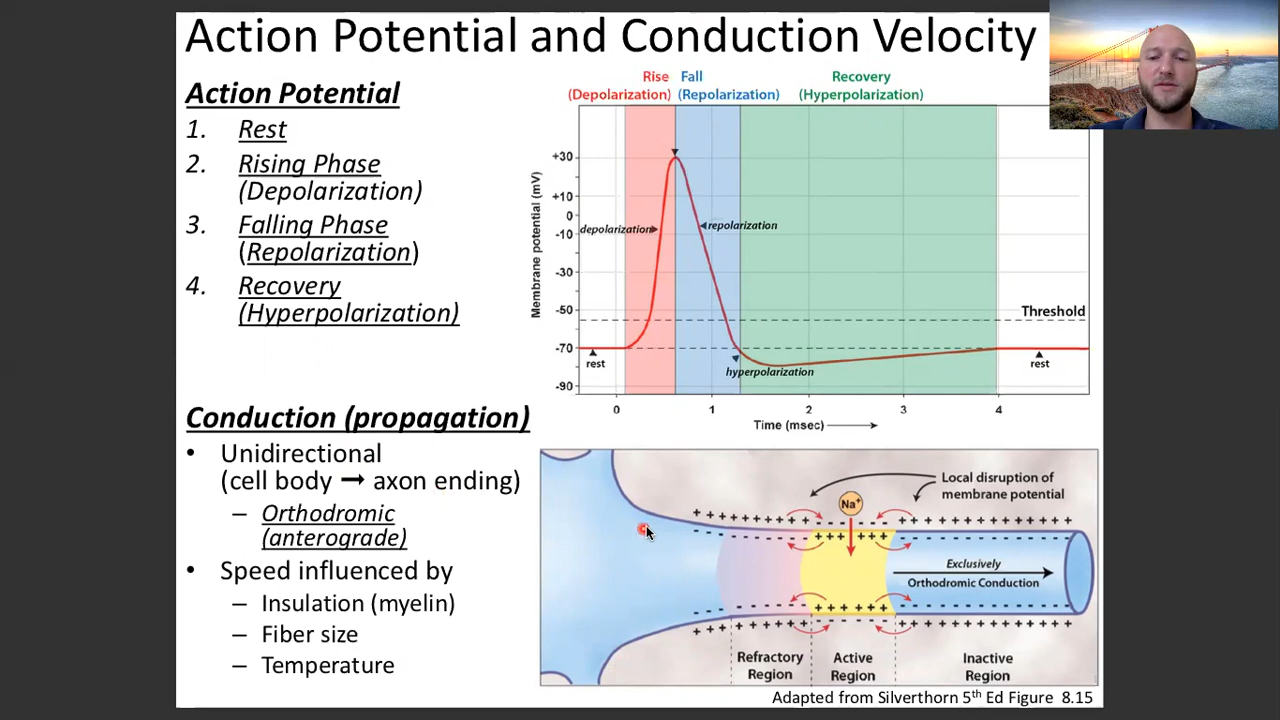 Action Potential and Conduction Velocity
Action Potential
1. Rest
2. Rising Phase
(Depolarization)
3. Falling Phase
(Repolarization)
4. Recovery
(Hyperpolarization)
Conduction (propagation)
• Unidirectional
(cell body ➞ axon ending)
– Orthodromic
(anterograde)
• Speed influenced by
– Insulation (myelin)
– Fiber size
– Temperature
Rise
(Depolarization)
Fall
(Repolarization)
Recovery
(Hyperpolarization)
Membrane potential (mV)
+30
+10
0
-10
-30
-50
-70
-90
depolarization
repolarization
Threshold
rest
hyperpolarization
rest
0 1 2 3 4
Time (msec)
Local disruption of
membrane potential
Na+
Exclusively
Orthodromic Conduction
Refractory
Region
Active
Region
Inactive
Region
Adapted from Silverthorn 5th Ed Figure 8.15